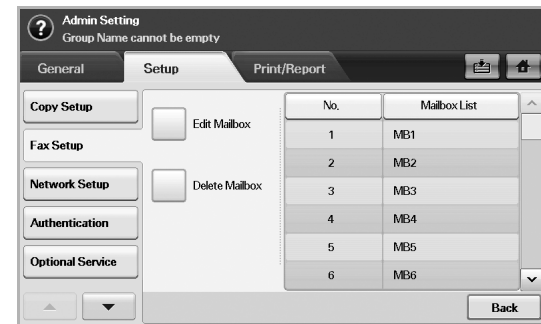 ?
Admin Setting
Group Name cannot be empty
General
Setup
Print/Report
Copy Setup
Fax Setup
Network Setup
Authentication
Optional Service
Edit Mailbox
Delete Mailbox
No. Mailbox List
1 MB1
2 MB2
3 MB3
4 MB4
5 MB5
6 MB6
Back